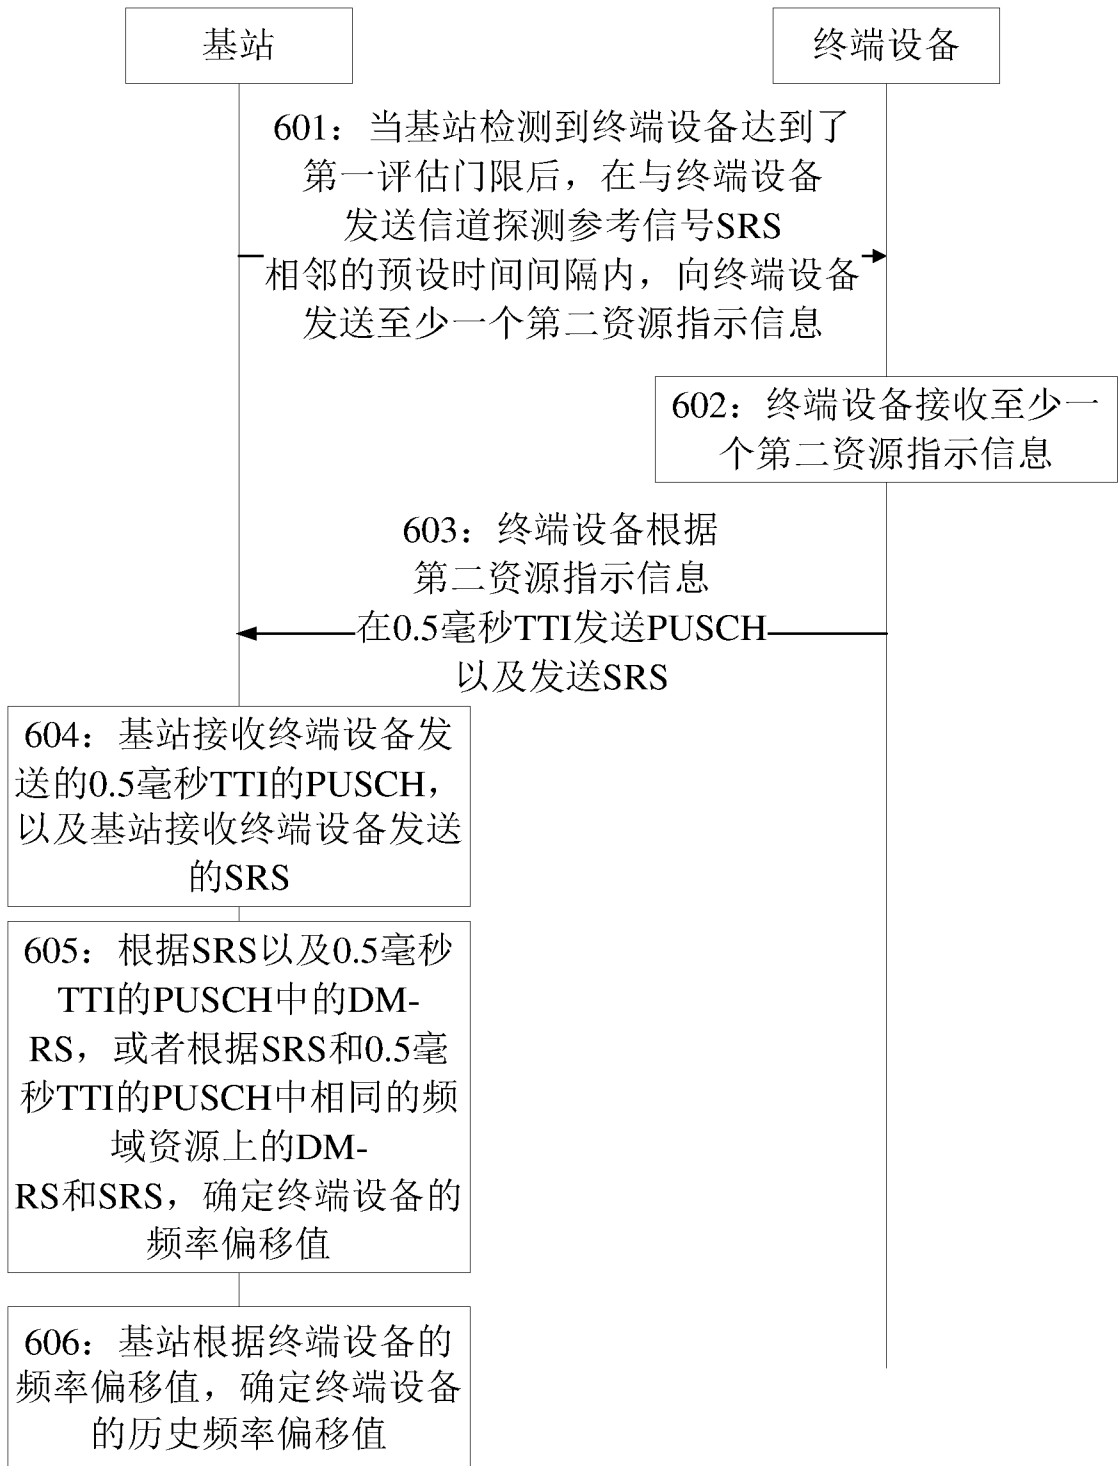 基站
终端设备
601：当基站检测到终端设备达到了
第一评估门限后，在与终端设备
发送信道探测参考信号SRS
相邻的预设时间间隔内，向终端设备
发送至少一个第二资源指示信息
602：终端设备接收至少一
个第二资源指示信息
603：终端设备根据
第二资源指示信息
在0.5毫秒TTI发送PUSCH
以及发送SRS
604：基站接收终端设备发
送的0.5毫秒TTI的PUSCH，
以及基站接收终端设备发送
的SRS
605：根据SRS以及0.5毫秒
TTI的PUSCH中的DM-
RS，或者根据SRS和0.5毫
秒TTI的PUSCH中相同的频
域资源上的DM-
RS和SRS，确定终端设备的
频率偏移值
606：基站根据终端设备的
频率偏移值，确定终端设备
的历史频率偏移值